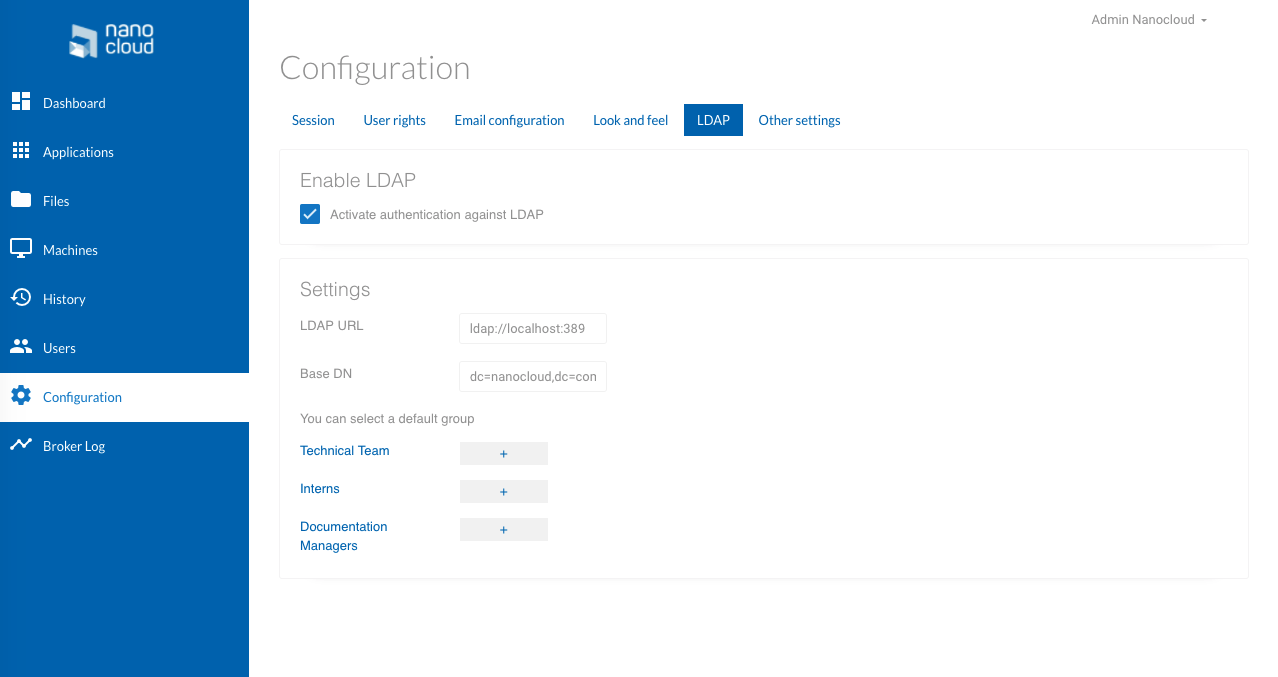 nano
cloud
Admin Nanocloud
Dashboard
Applications
Files
Machines
History
Users
Configuration
Broker Log
Configuration
Session User rights Email configuration Look and feel LDAP Other settings
Enable LDAP
Activate authentication against LDAP
Settings
LDAP URL ldap://localhost:389
Base DN dc=nanocloud,dc=con
You can select a default group
Technical Team +
Interns +
Documentation +
Managers